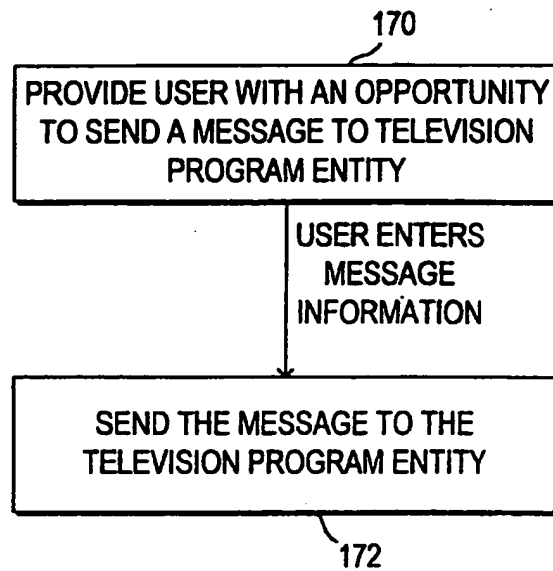 170
PROVIDE USER WITH AN OPPORTUNITY
TO SEND A MESSAGE TO TELEVISION
PROGRAM ENTITY
USER ENTERS
MESSAGE
INFORMATION
SEND THE MESSAGE TO THE
TELEVISION PROGRAM ENTITY
172